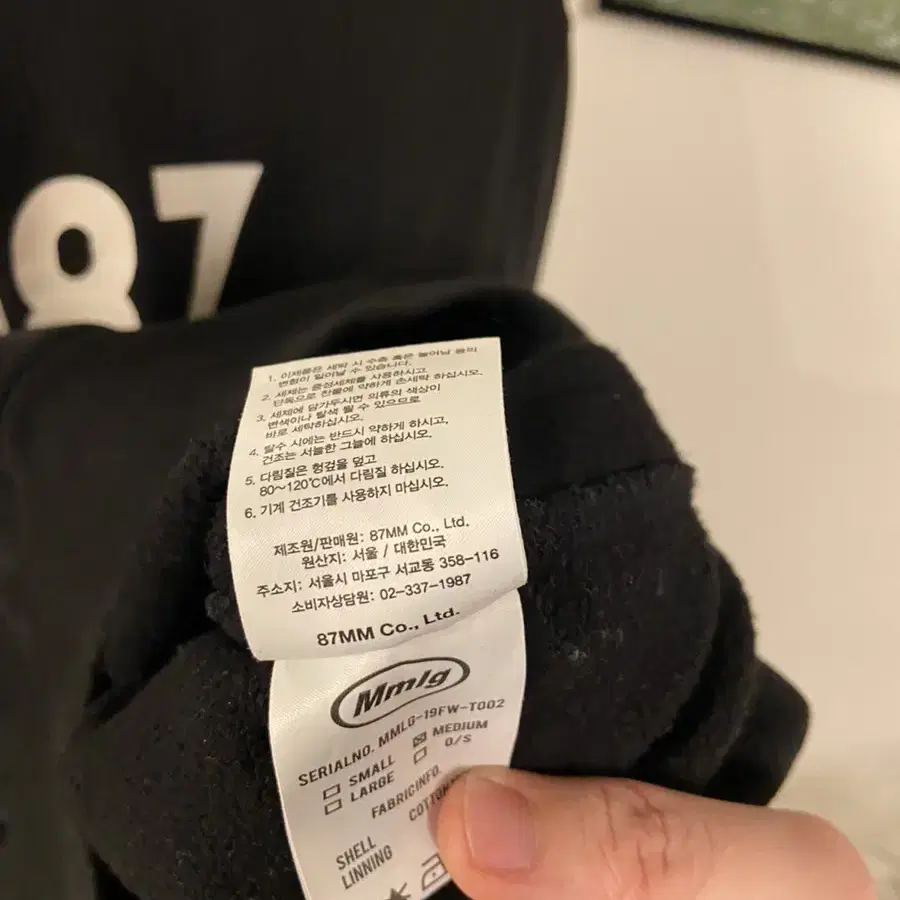 87
1. 이제품은 세탁 시 수축 혹은 늘어남 등의
변형이 일어날 수 있습니다.
2. 세제는 중성세제를 사용하시고
단독으로 찬물에 약하게 손세탁 하십시오.
3. 세제에 담가두시면 의류의 색상이
변색이나 탈색 될 수 있으므로
바로 세탁하십시오.
4. 탈수 시에는 반드시 약하게 하시고,
건조는 서늘한 그늘에 하십시오.
5. 다림질은 헝겊을 덮고
80~120℃에서 다림질 하십시오.
6. 기계 건조기를 사용하지 마십시오.
제조원/판매원: 87MM Co., Ltd.
원산지: 서울 / 대한민국
주소지: 서울시 마포구 서교동 358-116
소비자상담원: 02-337-1987
87MM Co., Ltd.
Mmlg
SERIALNO. MMLG-19FW-T002
SMALL MEDIUM
LARGE O/S
FABRICINFO.
SHELL COTTON
LINNING